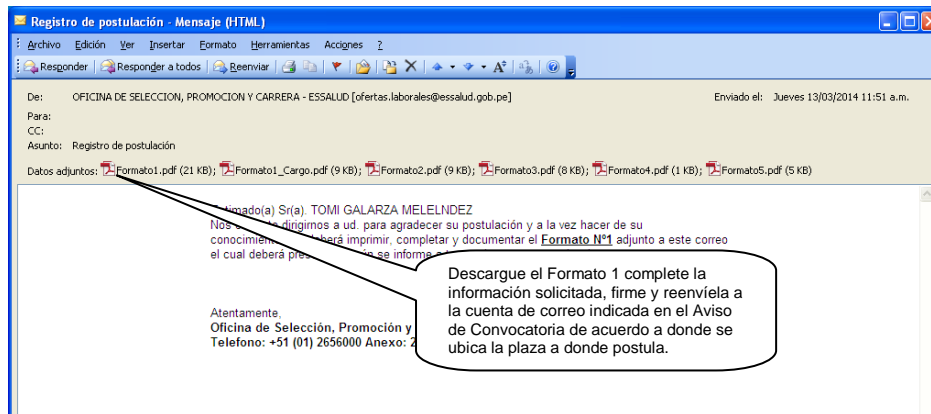 Registro de postulación - Mensaje (HTML)
Archivo Edición Ver Insertar Formato Herramientas Acciones ?
Responder Responder a todos Reenviar
De: OFICINA DE SELECCION, PROMOCION Y CARRERA - ESSALUD [ofertas.laborales@essalud.gob.pe] Enviado el: Jueves 13/03/2014 11:51 a.m.
Para:
CC:
Asunto: Registro de postulación
Datos adjuntos: Formato1.pdf (21 KB); Formato1_Cargo.pdf (9 KB); Formato2.pdf (9 KB); Formato3.pdf (8 KB); Formato4.pdf (1 KB); Formato5.pdf (5 KB)
Sr(a). TOMI GALARZA MELELNDEZ
Nos dirigirnos a ud. para agradecer su postulación y a la vez hacer de su
imprimir, completar y documentar el Formato Nº1 adjunto a este correo
el cual deberá se informe
Descargue el Formato 1 complete la
información solicitada, firme y reenvíela a
la cuenta de correo indicada en el Aviso
de Convocatoria de acuerdo a donde se
ubica la plaza a donde postula.
Atentamente,
Oficina de Selección, Promoción y
Telefono: +51 (01) 2656000 Anexo: 2